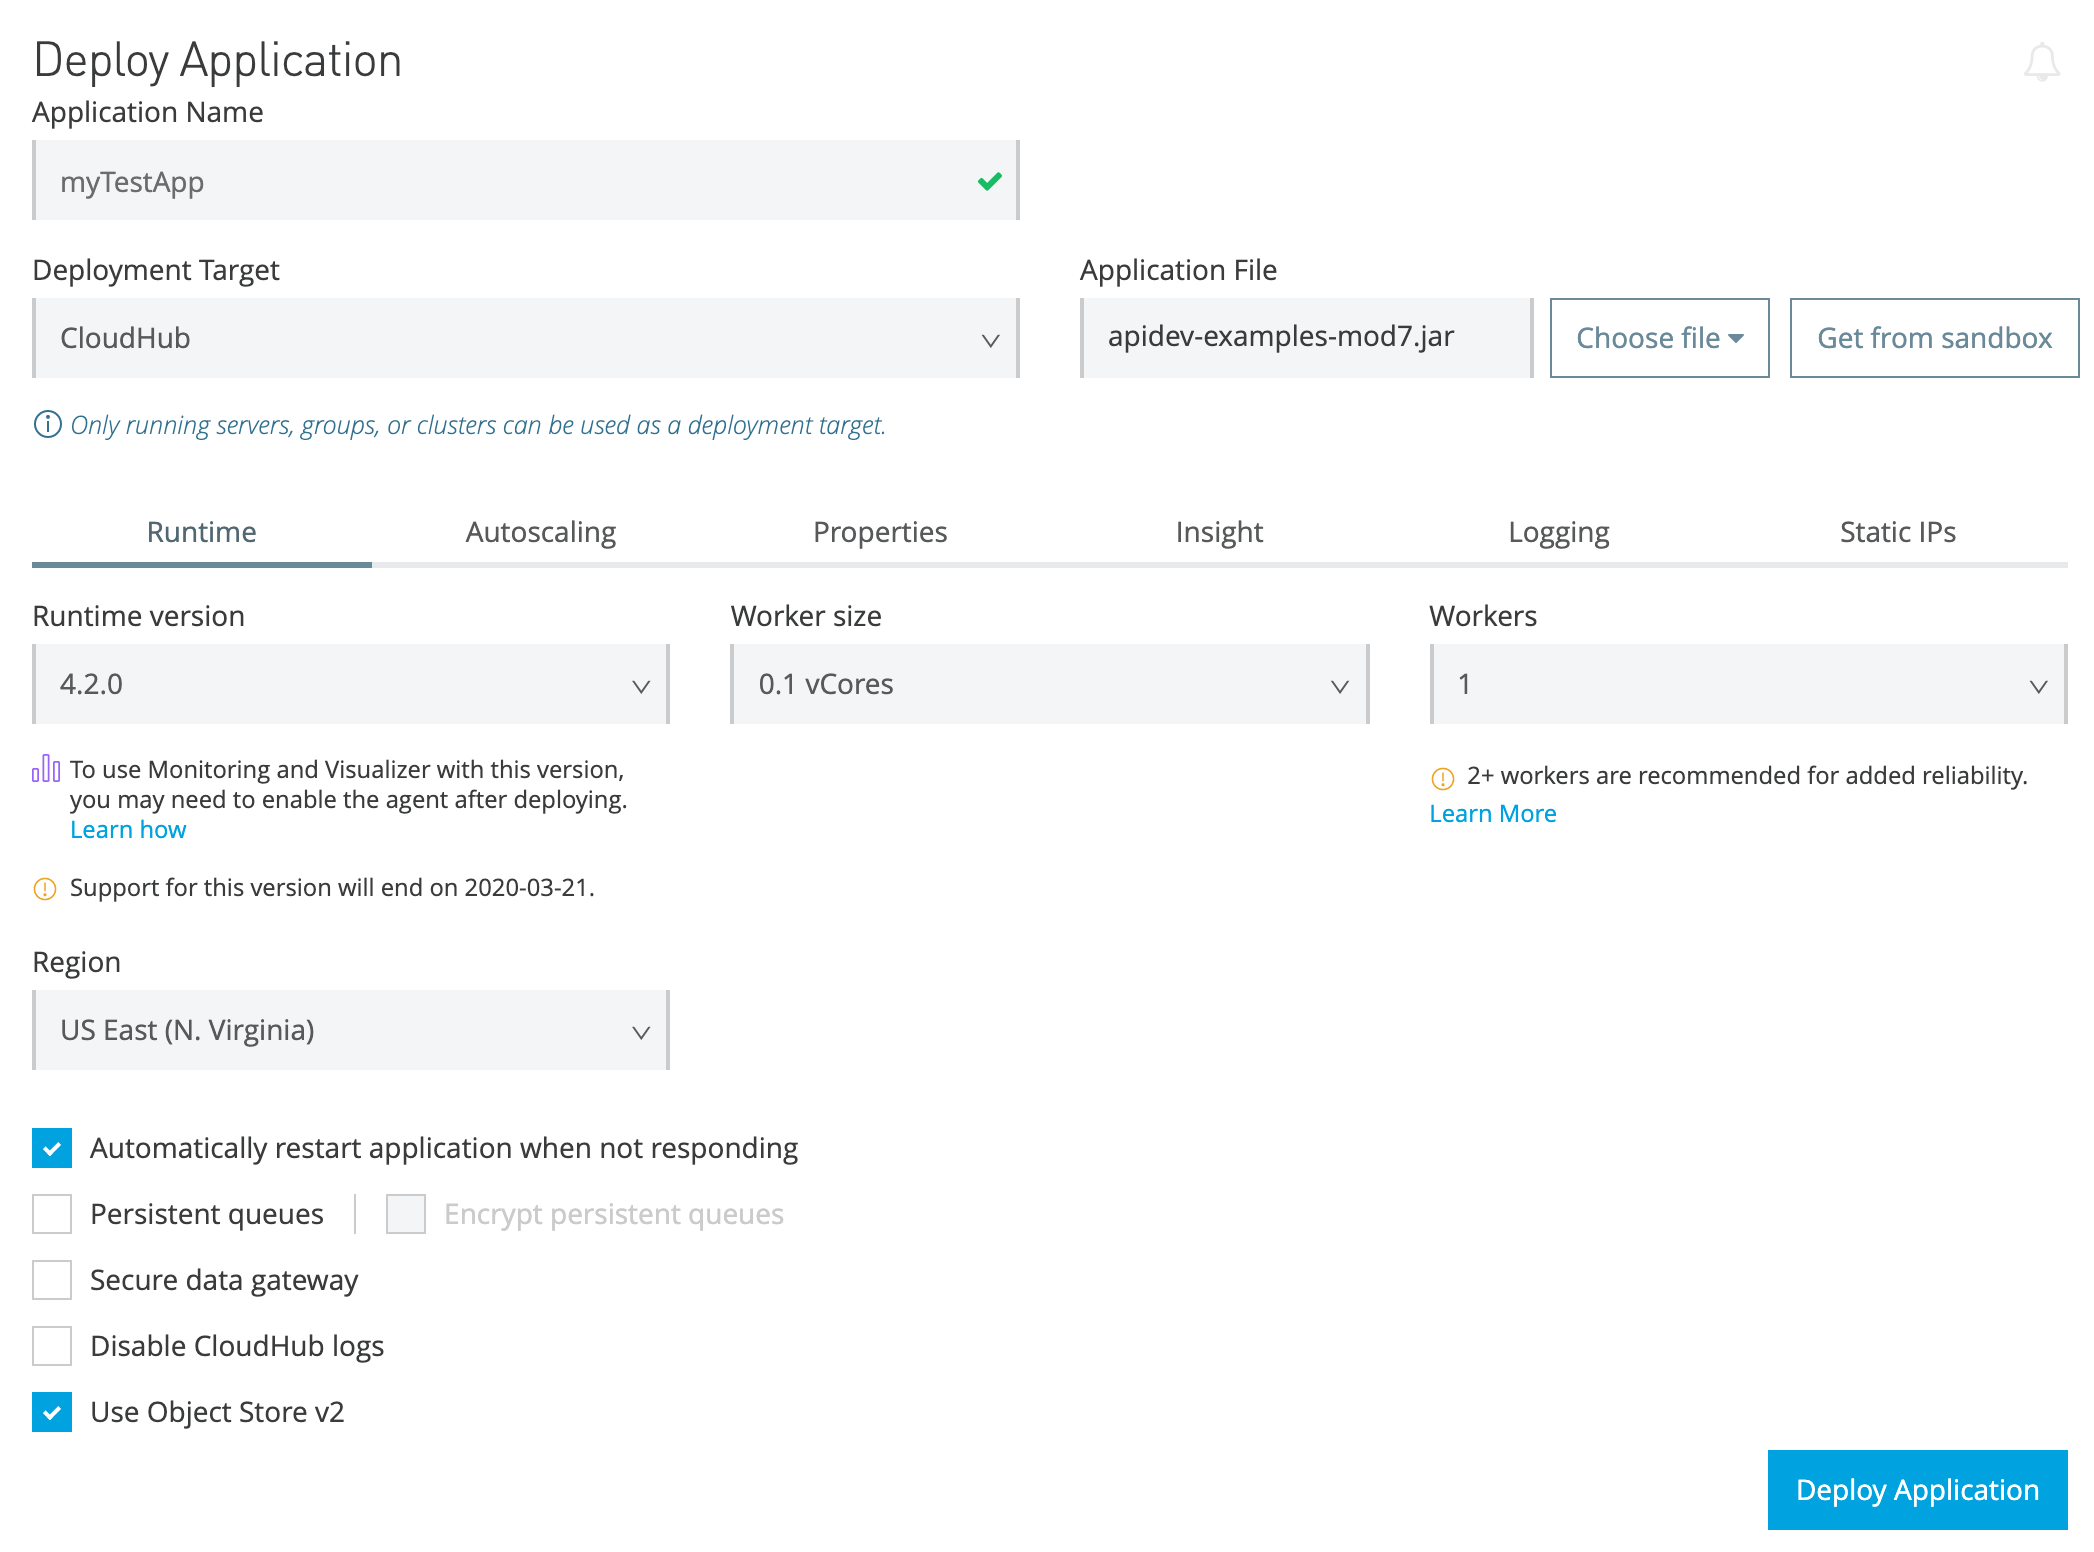 Deploy Application
Application Name
myTestApp
Deployment Target
Application File
CloudHub
apidev-examples-mod7.jar
Choose file
Get from sandbox
Only running servers, groups, or clusters can be used as a deployment target.
Runtime
Autoscaling
Properties
Insight
Logging
Static IPs
Runtime version
Worker size
Workers
4.2.0
0.1 vCores
1
To use Monitoring and Visualizer with this version,
you may need to enable the agent after deploying.
Learn how
2+ workers are recommended for added reliability.
Learn More
Support for this version will end on 2020-03-21.
Region
US East (N. Virginia)
Automatically restart application when not responding
Persistent queues
Encrypt persistent queues
Secure data gateway
Disable CloudHub logs
Use Object Store v2
Deploy Application